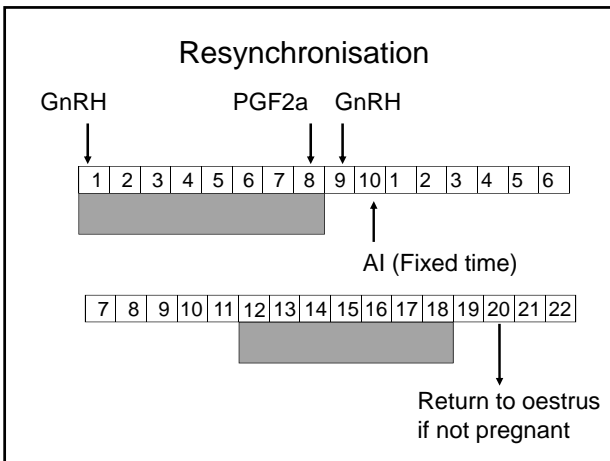 Resynchronisation
GnRH PGF2a GnRH
1 2 3 4 5 6 7 8 9 10 1 2 3 4 5 6
AI (Fixed time)
7 8 9 10 11 12 13 14 15 16 17 18 19 20 21 22
Return to oestrus
if not pregnant